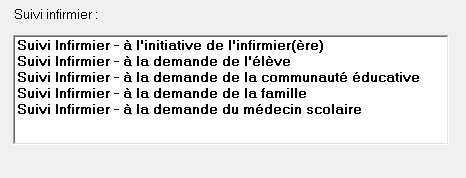 Suivi infirmier :
Suivi Infirmier - à l'initiative de l'infirmier(ère)
Suivi Infirmier - à la demande de l'élève
Suivi Infirmier - à la demande de la communauté éducative
Suivi Infirmier - à la demande de la famille
Suivi Infirmier - à la demande du médecin scolaire